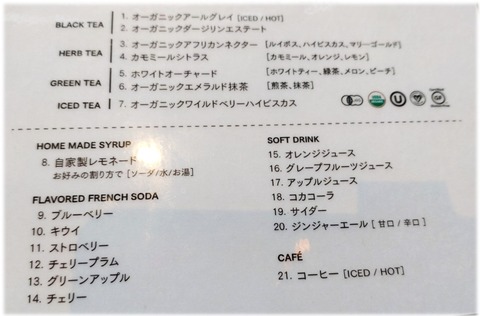 BLACK TEA
1. オーガニックアールグレイ [ICED / HOT]
2. オーガニックダージリンエステート
HERB TEA
3. オーガニックアフリカンネクター [ルイボス、ハイビスカス、マリーゴールド]
4. カモミールシトラス [カモミール、オレンジ、レモン]
GREEN TEA
5. ホワイトオーチャード [ホワイトティー、緑茶、メロン、ピーチ]
6. オーガニックエメラルド抹茶 [煎茶、抹茶]
ICED TEA
7. オーガニックワイルドベリーハイビスカス
HOME MADE SYRUP
8. 自家製レモネード
お好みの割り方で [ソーダ/水/お湯]
FLAVORED FRENCH SODA
9. ブルーベリー
10. キウイ
11. ストロベリー
12. チェリープラム
13. グリーンアップル
14. チェリー
SOFT DRINK
15. オレンジジュース
16. グレープフルーツジュース
17. アップルジュース
18. コカコーラ
19. サイダー
20. ジンジャーエール [ 甘口 / 辛口 ]
CAFÉ
21. コーヒー [ICED / HOT]